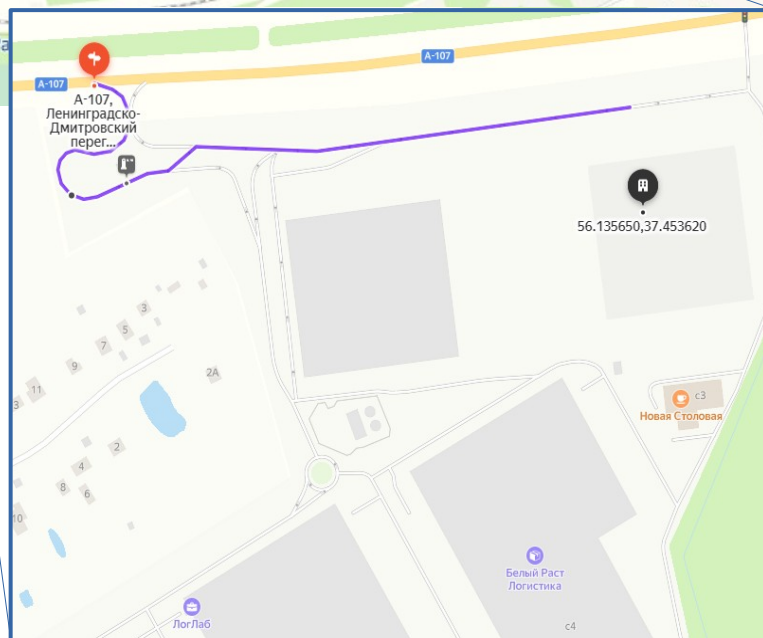 А-107
А-107
А-107,
Ленинградско-
Дмитровский
перег...
56.135650,37.453620
3
5
7
9
11
3
2А
2
4
8
6
10
с3
Новая Столовая
Белый Раст
Логистика
ЛогЛаб
с4